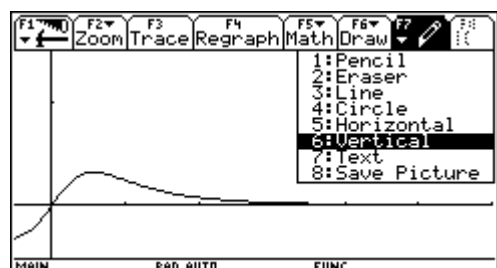 F1 F2 F3 F4 F5 F6 F7 F8
Zoom Trace Regraph Math Draw
1:Pencil
2:Eraser
3:Line
4:Circle
5:Horizontal
6:Vertical
7:Text
8:Save Picture
MAIN RAD AUTO FUNC